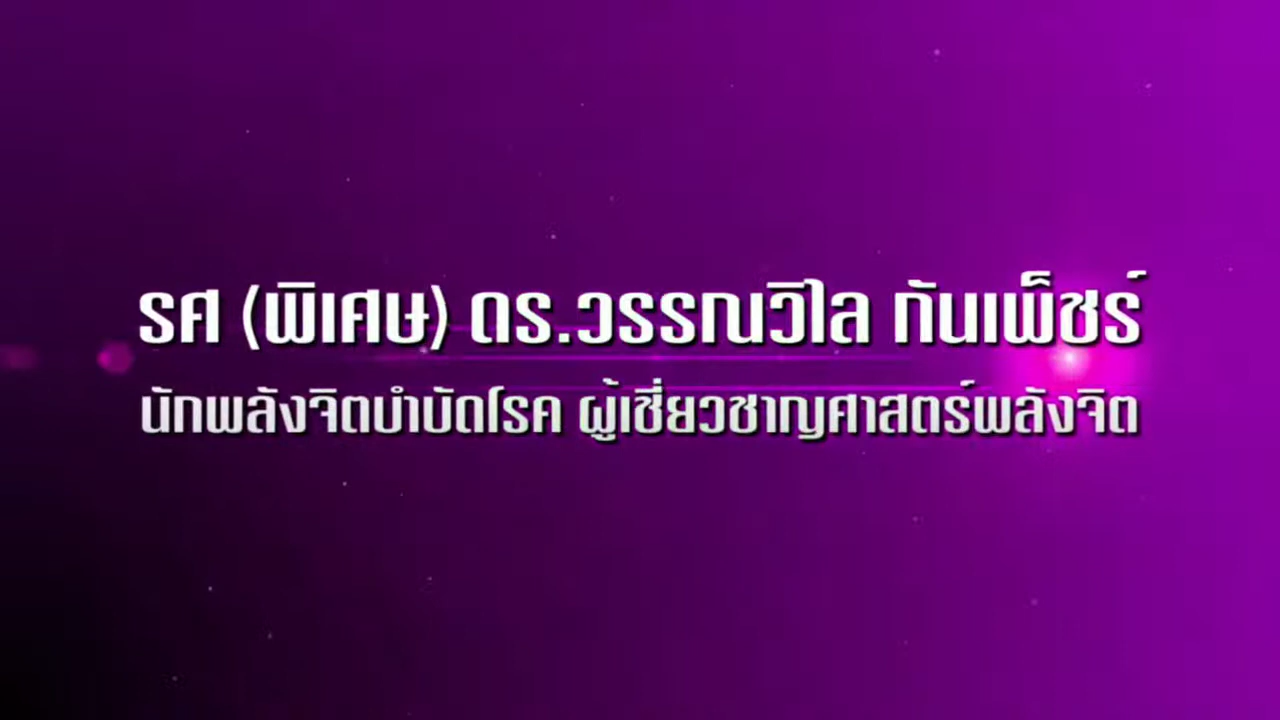 รศ (พิเศษ) ดร.วรรณวิไล กันเพ็ชร์
นักพลังจิตบำบัดโรค ผู้เชี่ยวชาญศาสตร์พลังจิต